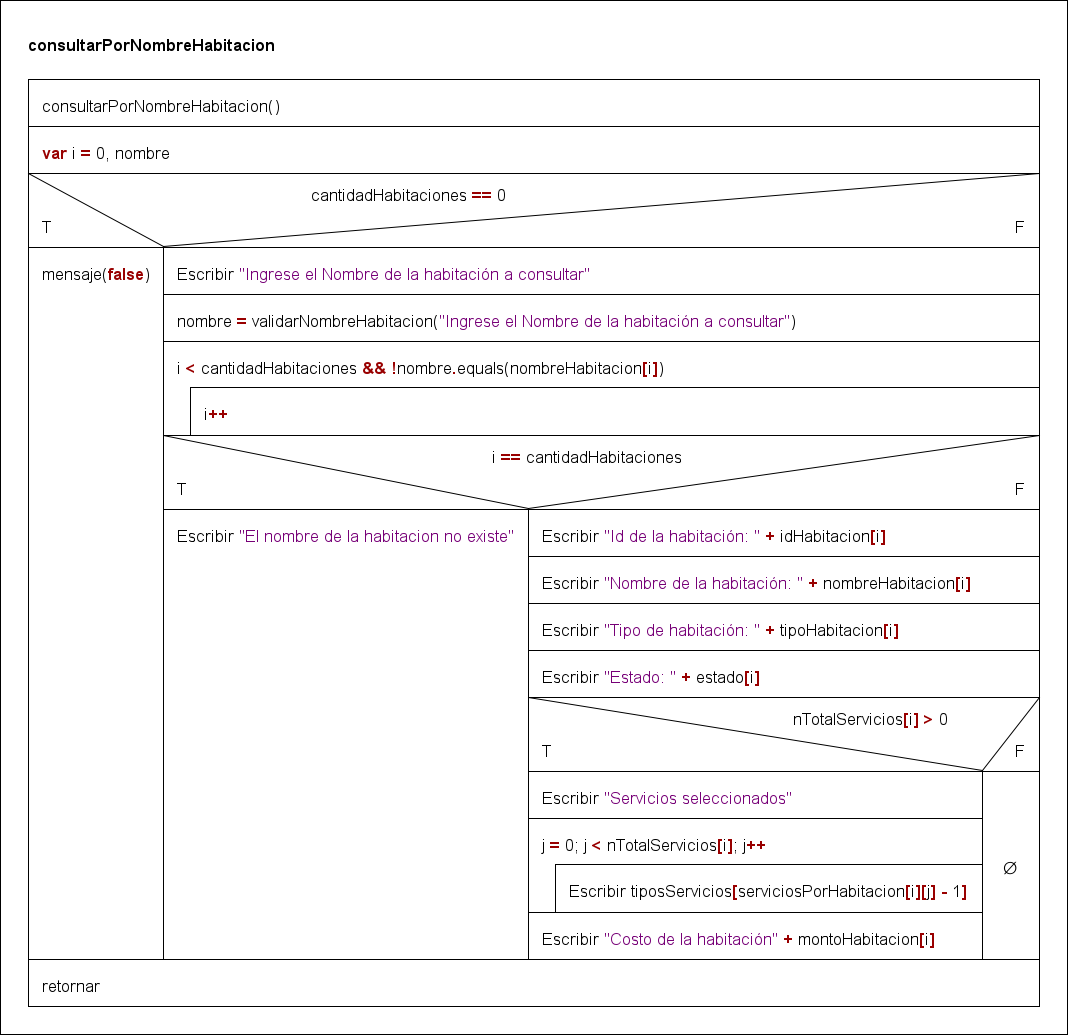 consultarPorNombreHabitacion
consultarPorNombreHabitacion()
var i = 0, nombre
cantidadHabitaciones == 0
T
F
mensaje(false)
Escribir "Ingrese el Nombre de la habitación a consultar"
nombre = validarNombreHabitacion("Ingrese el Nombre de la habitación a consultar")
i < cantidadHabitaciones && !nombre.equals(nombreHabitacion[i])
i++
i == cantidadHabitaciones
T
F
Escribir "El nombre de la habitacion no existe"
Escribir "Id de la habitación: " + idHabitacion[i]
Escribir "Nombre de la habitación: " + nombreHabitacion[i]
Escribir "Tipo de habitación: " + tipoHabitacion[i]
Escribir "Estado: " + estado[i]
nTotalServicios[i] > 0
T
F
Escribir "Servicios seleccionados"
j = 0; j < nTotalServicios[i]; j++
Escribir tiposServicios[serviciosPorHabitacion[i][j] - 1]
∅
Escribir "Costo de la habitación" + montoHabitacion[i]
retornar